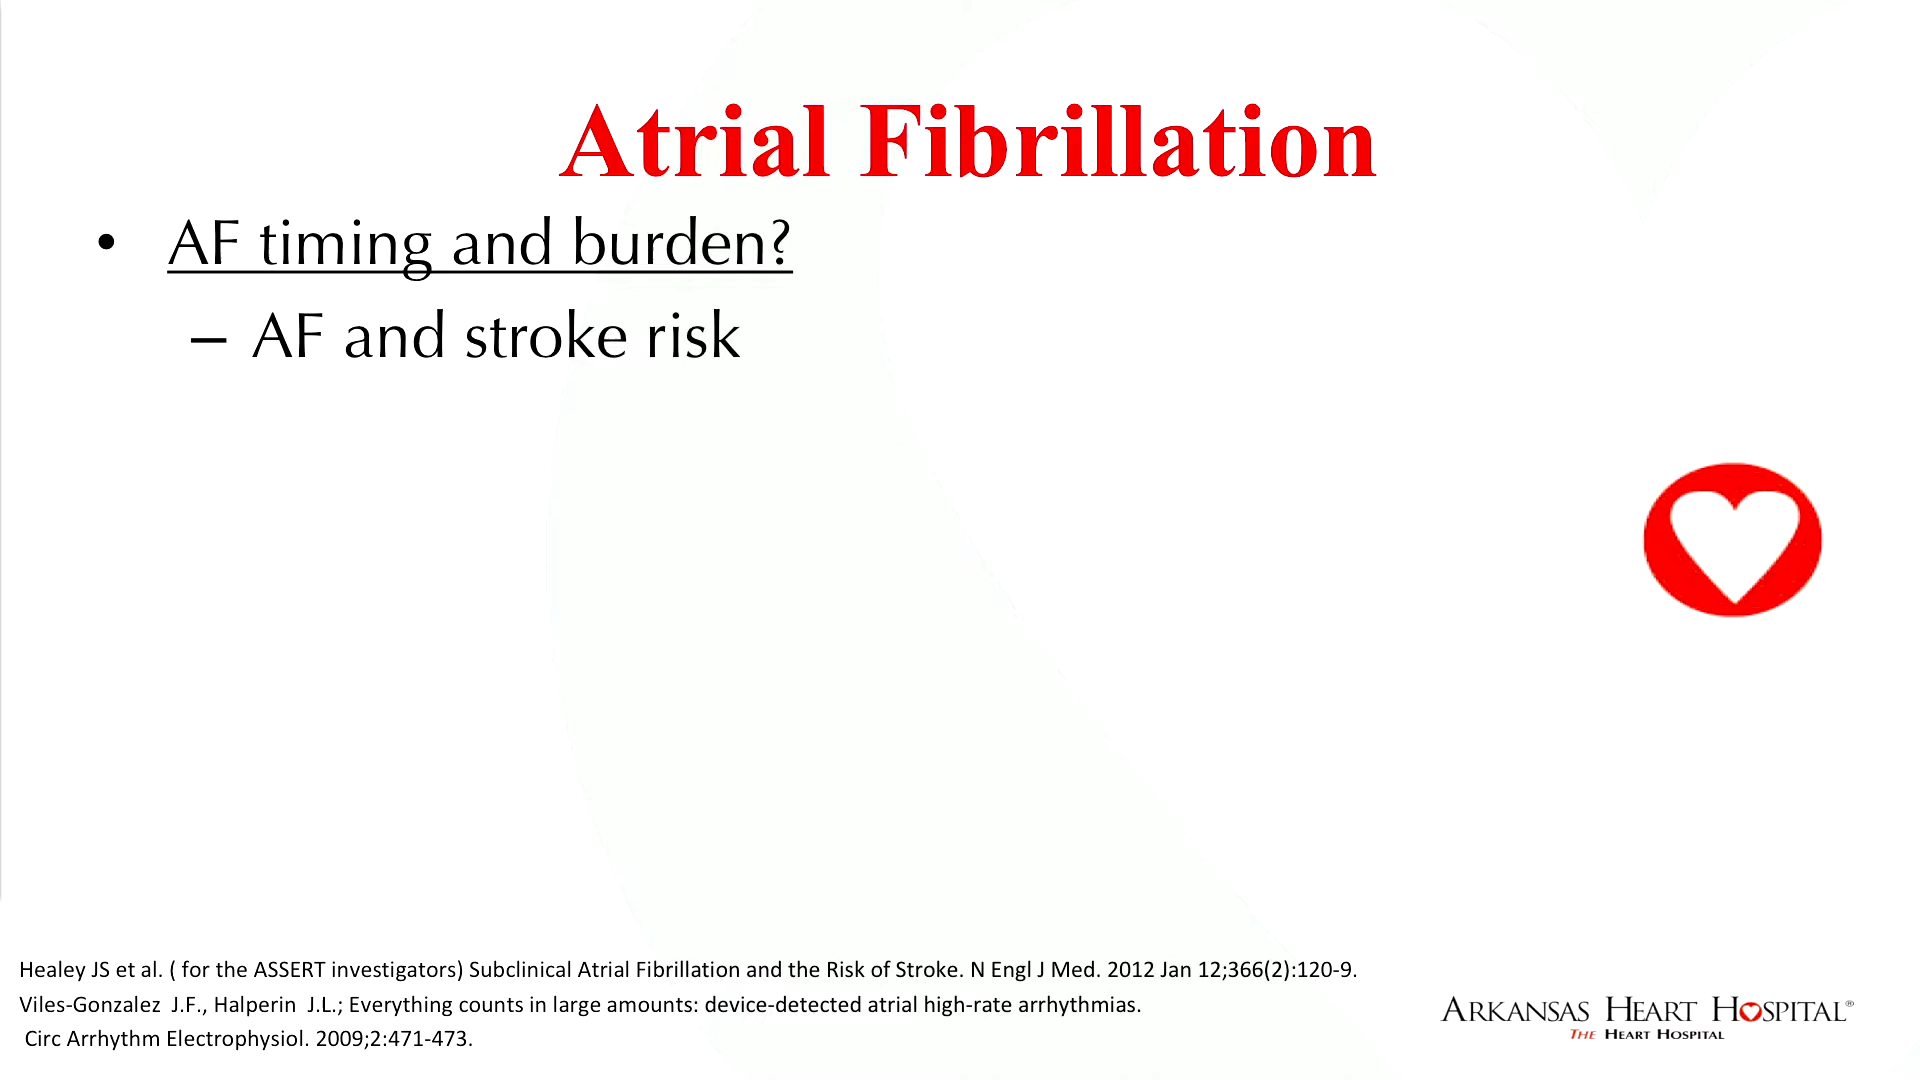 Atrial Fibrillation
• AF timing and burden?
– AF and stroke risk
Healey JS et al. ( for the ASSERT investigators) Subclinical Atrial Fibrillation and the Risk of Stroke. N Engl J Med. 2012 Jan 12;366(2):120-9.
Viles-Gonzalez J.F., Halperin J.L.; Everything counts in large amounts: device-detected atrial high-rate arrhythmias.
Circ Arrhythm Electrophysiol. 2009;2:471-473.
ARKANSAS HEART HOSPITAL®
THE HEART HOSPITAL